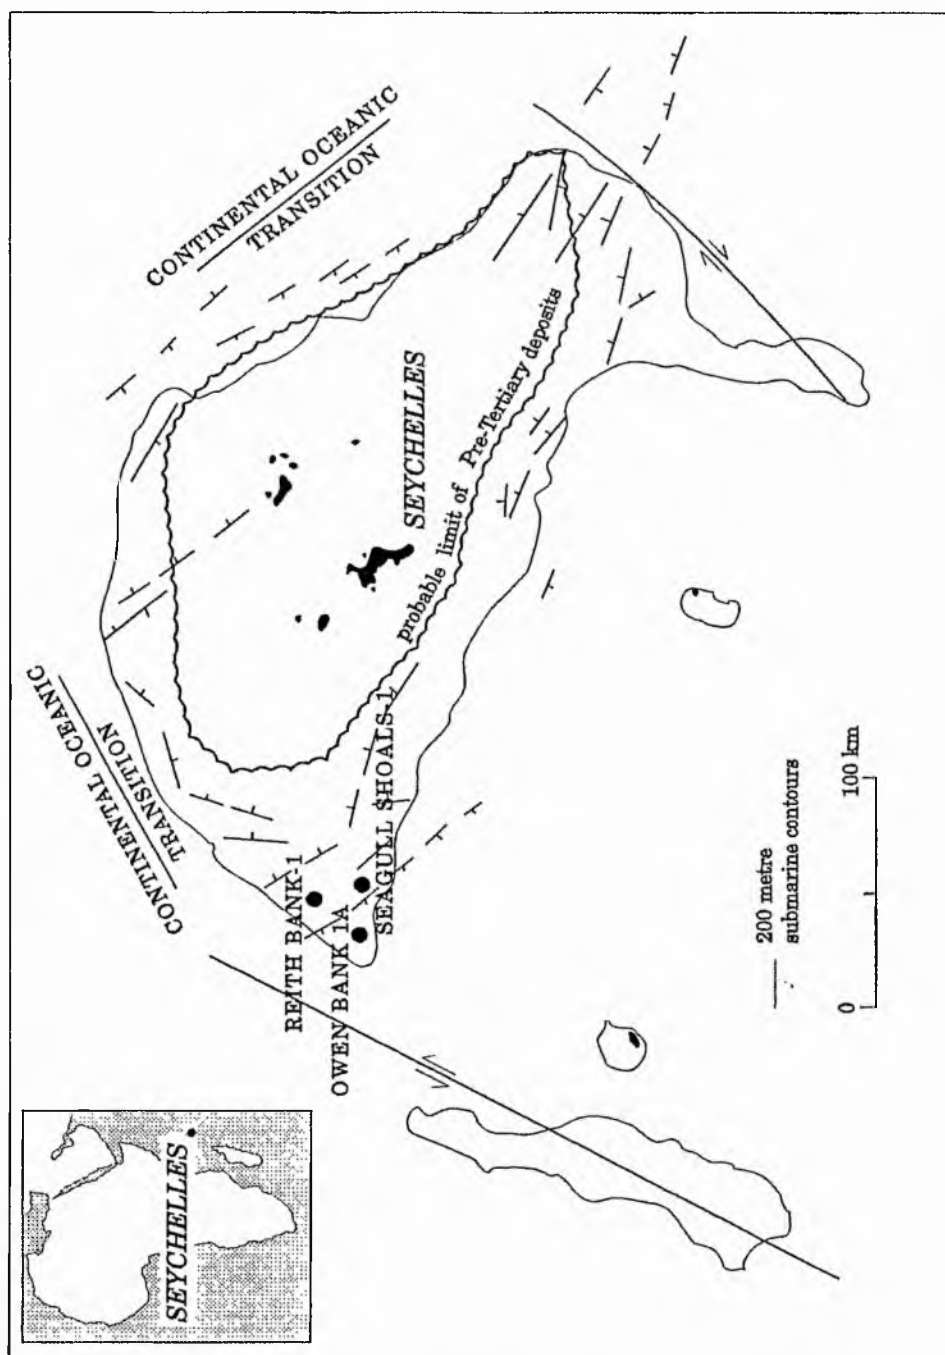 SEYCHELLES
CONTINENTAL OCEANIC
TRANSITION
CONTINENTAL OCEANIC
TRANSITION
SEYCHELLES
probable limit of Pre-Tertiary deposits
REITH BANK-1
OWEN BANK 1A
SEAGULL SHOALS-1
200 metre
submarine contours
0
100 km